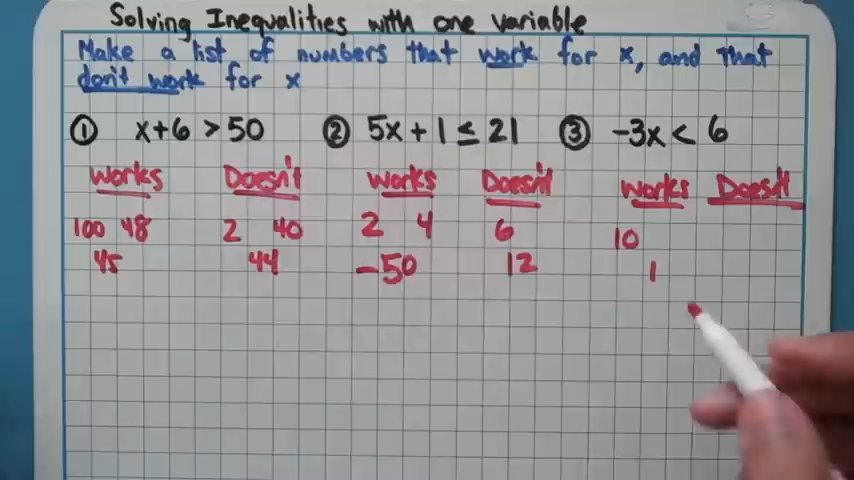 Solving Inequalities with one variable
Make a list of numbers that work for x, and that
don't work for x
① x+6 > 50 ② 5x + 1 ≤ 21 ③ -3x < 6
Works Doesn't Works Doesn't Works Doesn't
100 48 2 40 2 4 6 10
45 44 -50 12 1